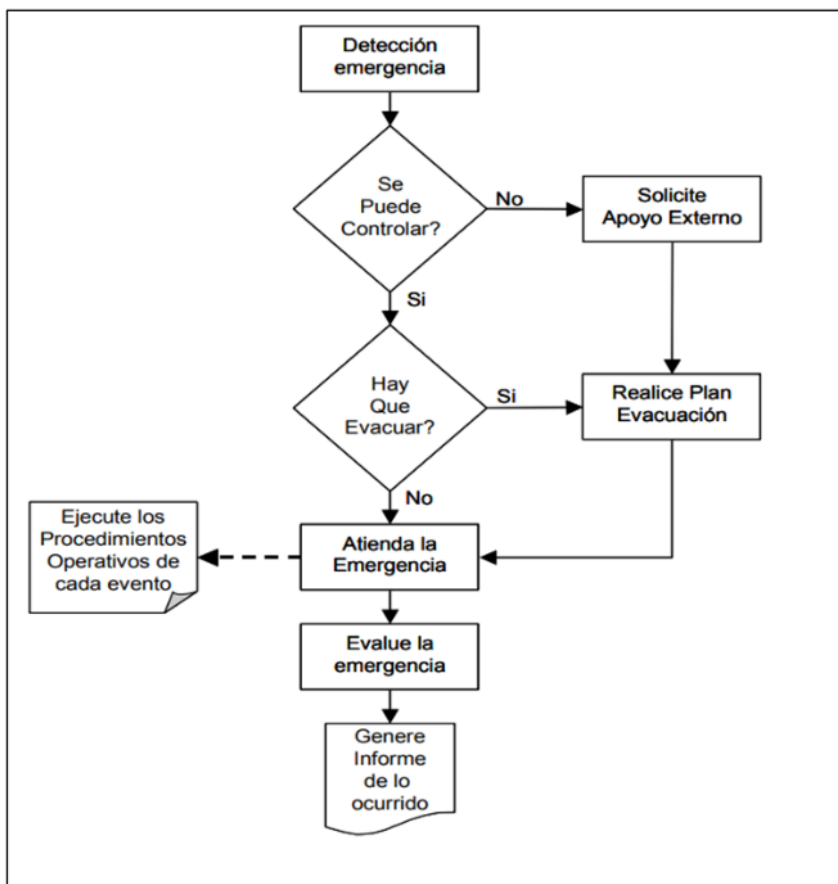 Detección
emergencia
Se
Puede
Controlar?
No
Solicite
Apoyo Externo
Si
Hay
Que
Evacuar?
Si
Realice Plan
Evacuación
No
Ejecute los
Procedimientos
Operativos de
cada evento
Atienda la
Emergencia
Evalue la
emergencia
Genere
Informe
de lo
ocurrido